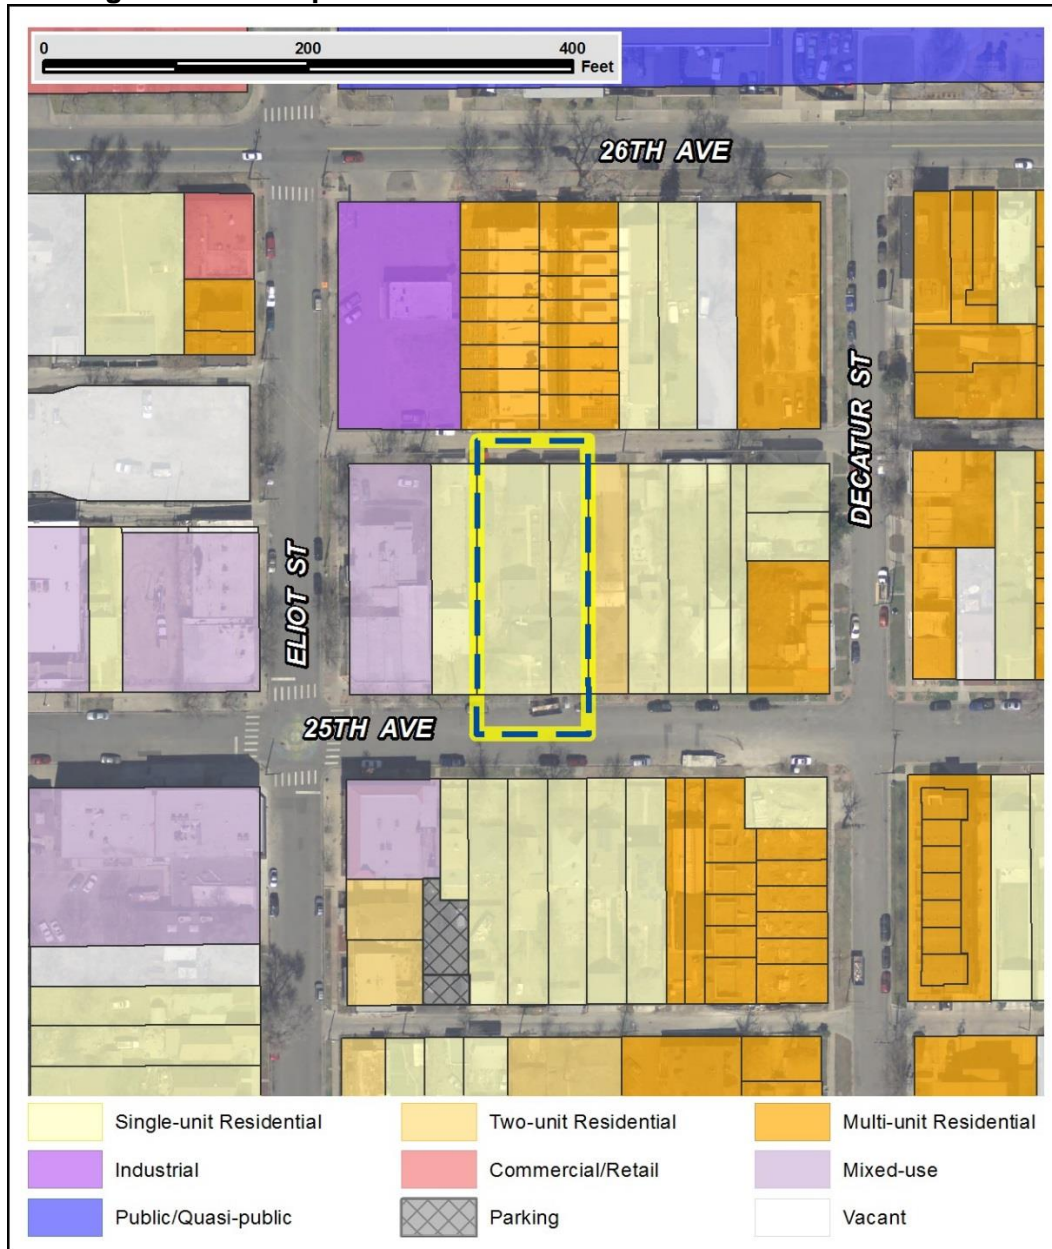 0 200 400
Feet
26TH AVE
DECATUR ST
ELIOT ST
25TH AVE
Single-unit Residential
Two-unit Residential
Multi-unit Residential
Industrial
Commercial/Retail
Mixed-use
Public/Quasi-public
Parking
Vacant